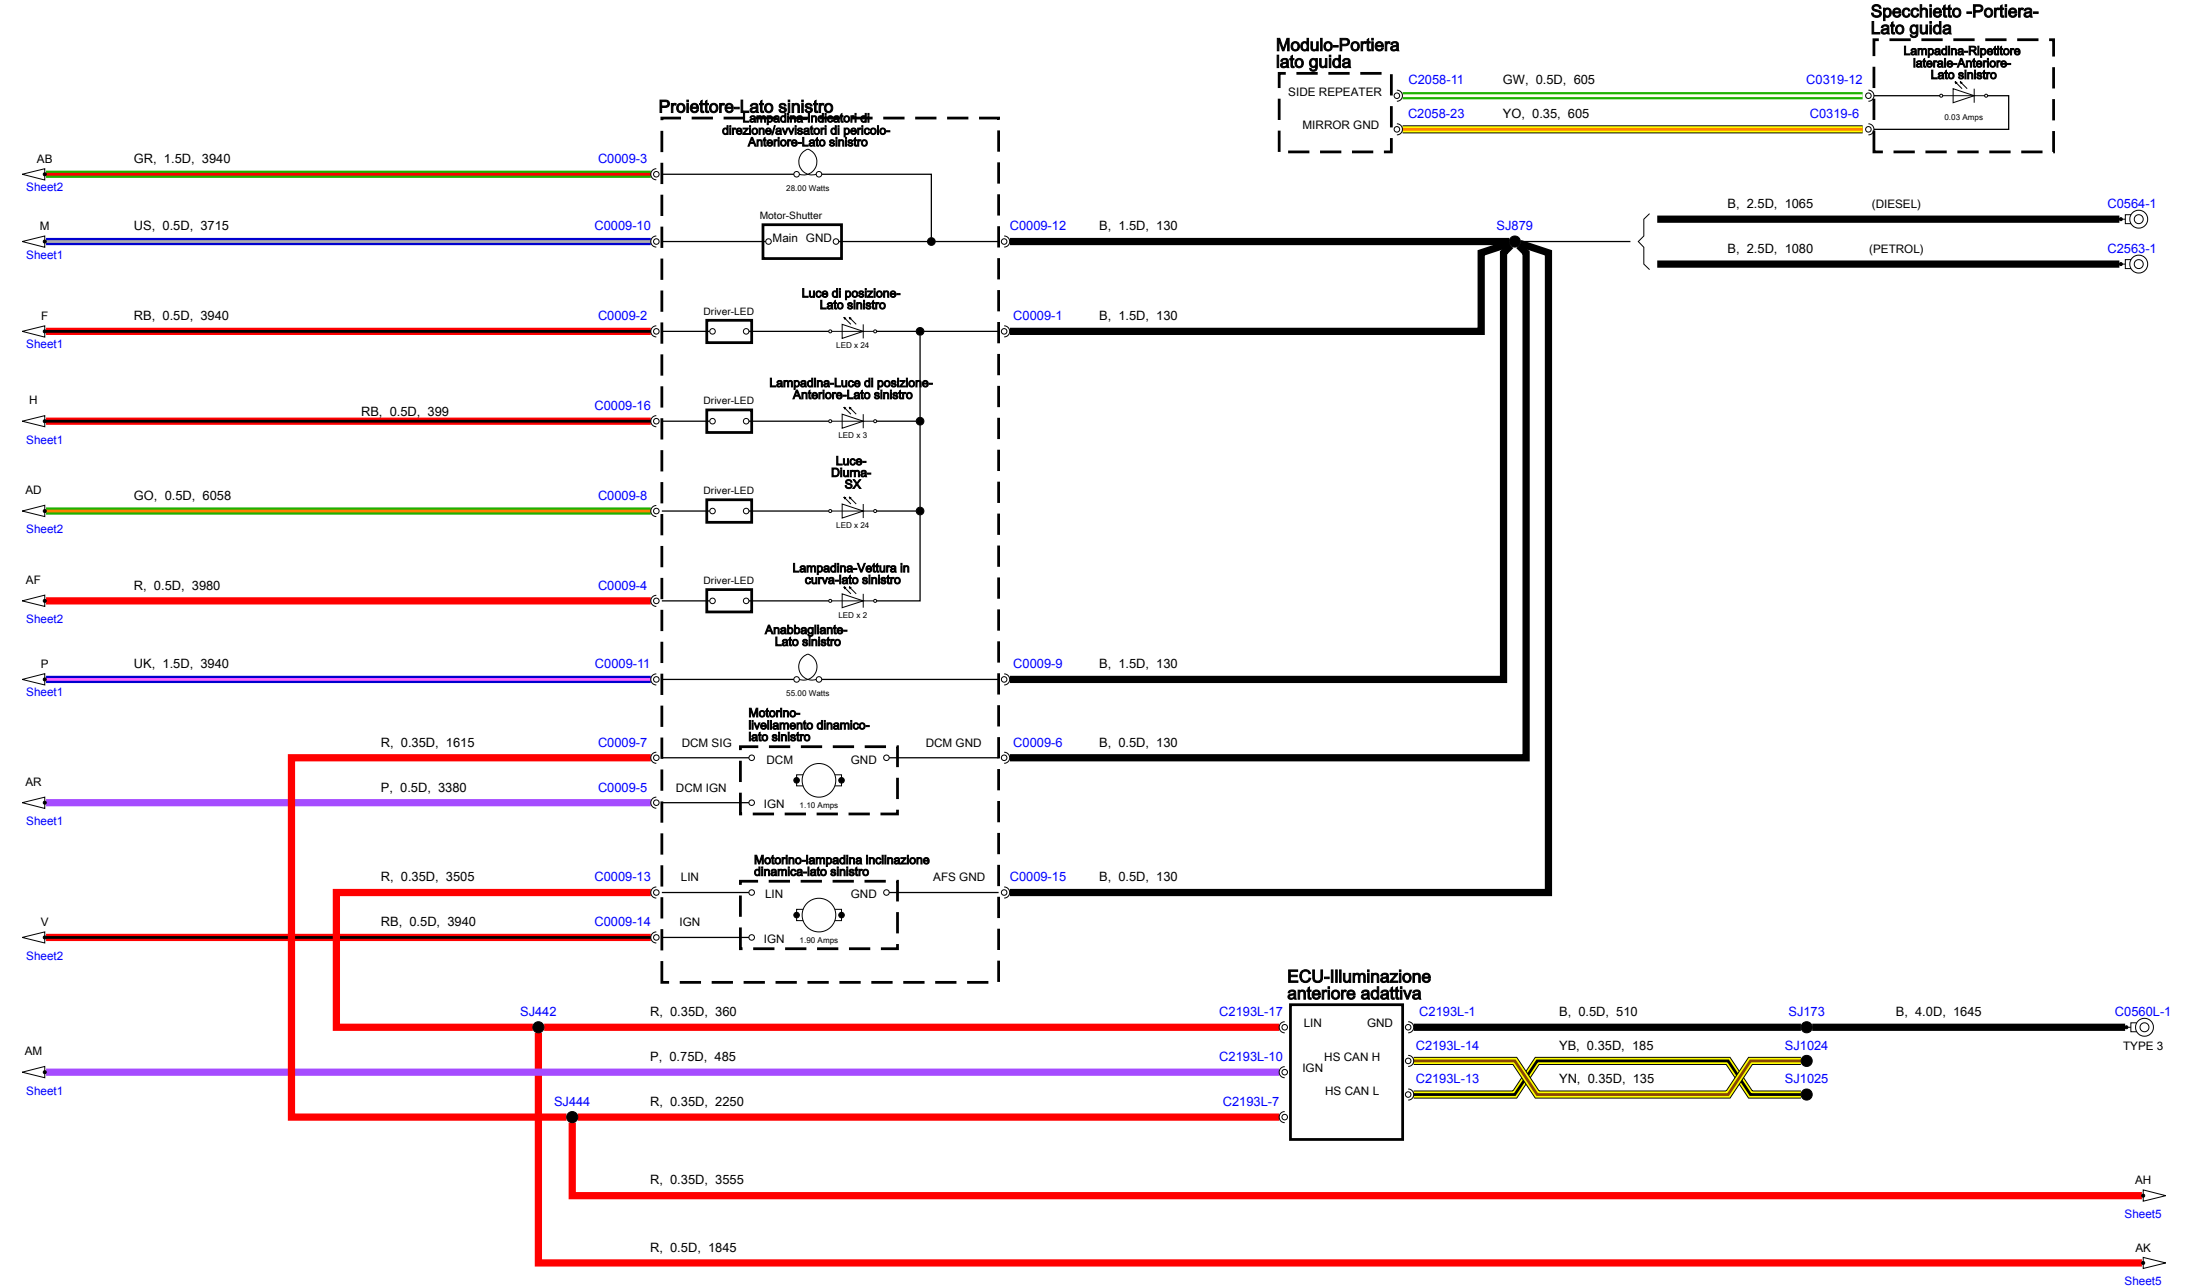 Specchietto -Portiera-
Lato guida
Lampadina-Ripetitore
laterale-Anteriore-
Lato sinistro
0.03 Amps
Modulo-Portiera
lato guida
SIDE REPEATER
MIRROR GND
C2058-11 GW, 0.5D, 605 C0319-12
C2058-23 YO, 0.35, 605 C0319-6
Proiettore-Lato sinistro
Lampadina-Indicatori di
direzione/avvisatori di pericolo-
Anteriore-Lato sinistro
28.00 Watts
AB GR, 1.5D, 3940 C0009-3
Sheet2
M US, 0.5D, 3715 C0009-10
Sheet1
Motor-Shutter
Main GND
C0009-12 B, 1.5D, 130 SJ879
B, 2.5D, 1065 (DIESEL) C0564-1
B, 2.5D, 1080 (PETROL) C2563-1
F RB, 0.5D, 3940 C0009-2
Sheet1
Driver-LED
Luce di posizione-
Lato sinistro
LED x 24
C0009-1 B, 1.5D, 130
H RB, 0.5D, 399 C0009-16
Sheet1
Driver-LED
Lampadina-Luce di posizione-
Anteriore-Lato sinistro
LED x 3
AD GO, 0.5D, 6058 C0009-8
Sheet2
Driver-LED
Luce-
Diurna-
SX
LED x 24
AF R, 0.5D, 3980 C0009-4
Sheet2
Driver-LED
Lampadina-Vettura in
curva-lato sinistro
LED x 2
P UK, 1.5D, 3940 C0009-11
Sheet1
Anabbagliante-
Lato sinistro
55.00 Watts
C0009-9 B, 1.5D, 130
Motorino-
livellamento dinamico-
lato sinistro
R, 0.35D, 1615 C0009-7 DCM SIG
DCM GND
DCM GND C0009-6 B, 0.5D, 130
AR P, 0.5D, 3380 C0009-5 DCM IGN
Sheet1
IGN 1.10 Amps
Motorino-lampadina inclinazione
dinamica-lato sinistro
R, 0.35D, 3505 C0009-13 LIN
LIN GND
AFS GND C0009-15 B, 0.5D, 130
V RB, 0.5D, 3940 C0009-14 IGN
Sheet2
IGN 1.90 Amps
ECU-Illuminazione
anteriore adattiva
SJ442 R, 0.35D, 360 C2193L-17
LIN GND
C2193L-1 B, 0.5D, 510 SJ173 B, 4.0D, 1645 C0560L-1
TYPE 3
AM P, 0.75D, 485 C2193L-10
Sheet1
HS CAN H
IGN
HS CAN L
C2193L-14 YB, 0.35D, 185 SJ1024
C2193L-13 YN, 0.35D, 135 SJ1025
SJ444 R, 0.35D, 2250 C2193L-7
R, 0.35D, 3555 AH
Sheet5
R, 0.5D, 1845 AK
Sheet5